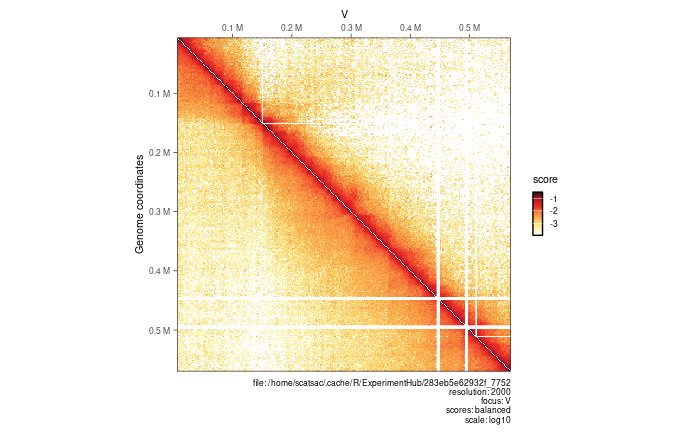 V
0.1 M 0.2 M 0.3 M 0.4 M 0.5 M
Genome coordinates
0.1 M
0.2 M
0.3 M
0.4 M
0.5 M
score
-1
-2
-3
file: /home/scatsac/.cache/R/ExperimentHub/283eb5e62932f_7752
resolution: 2000
focus: V
scores: balanced
scale: log10